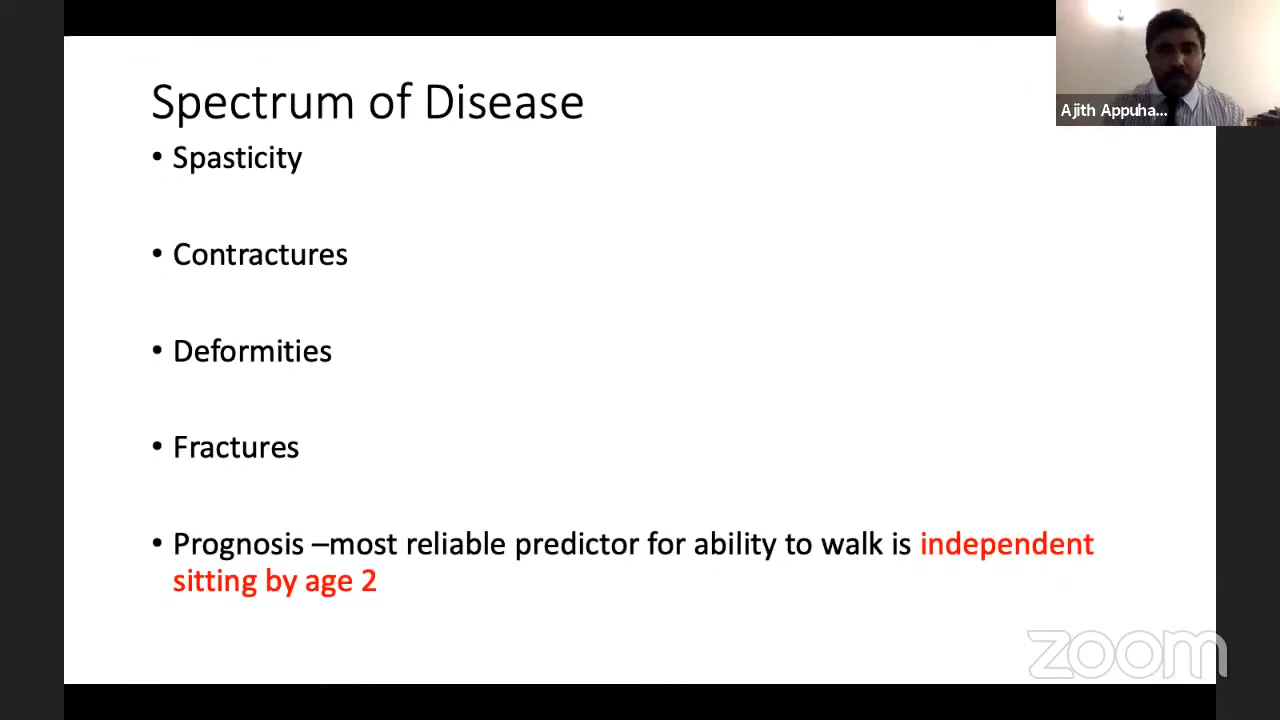 Spectrum of Disease
Ajith Appuha...
• Spasticity
• Contractures
• Deformities
• Fractures
• Prognosis –most reliable predictor for ability to walk is independent
sitting by age 2
zoom